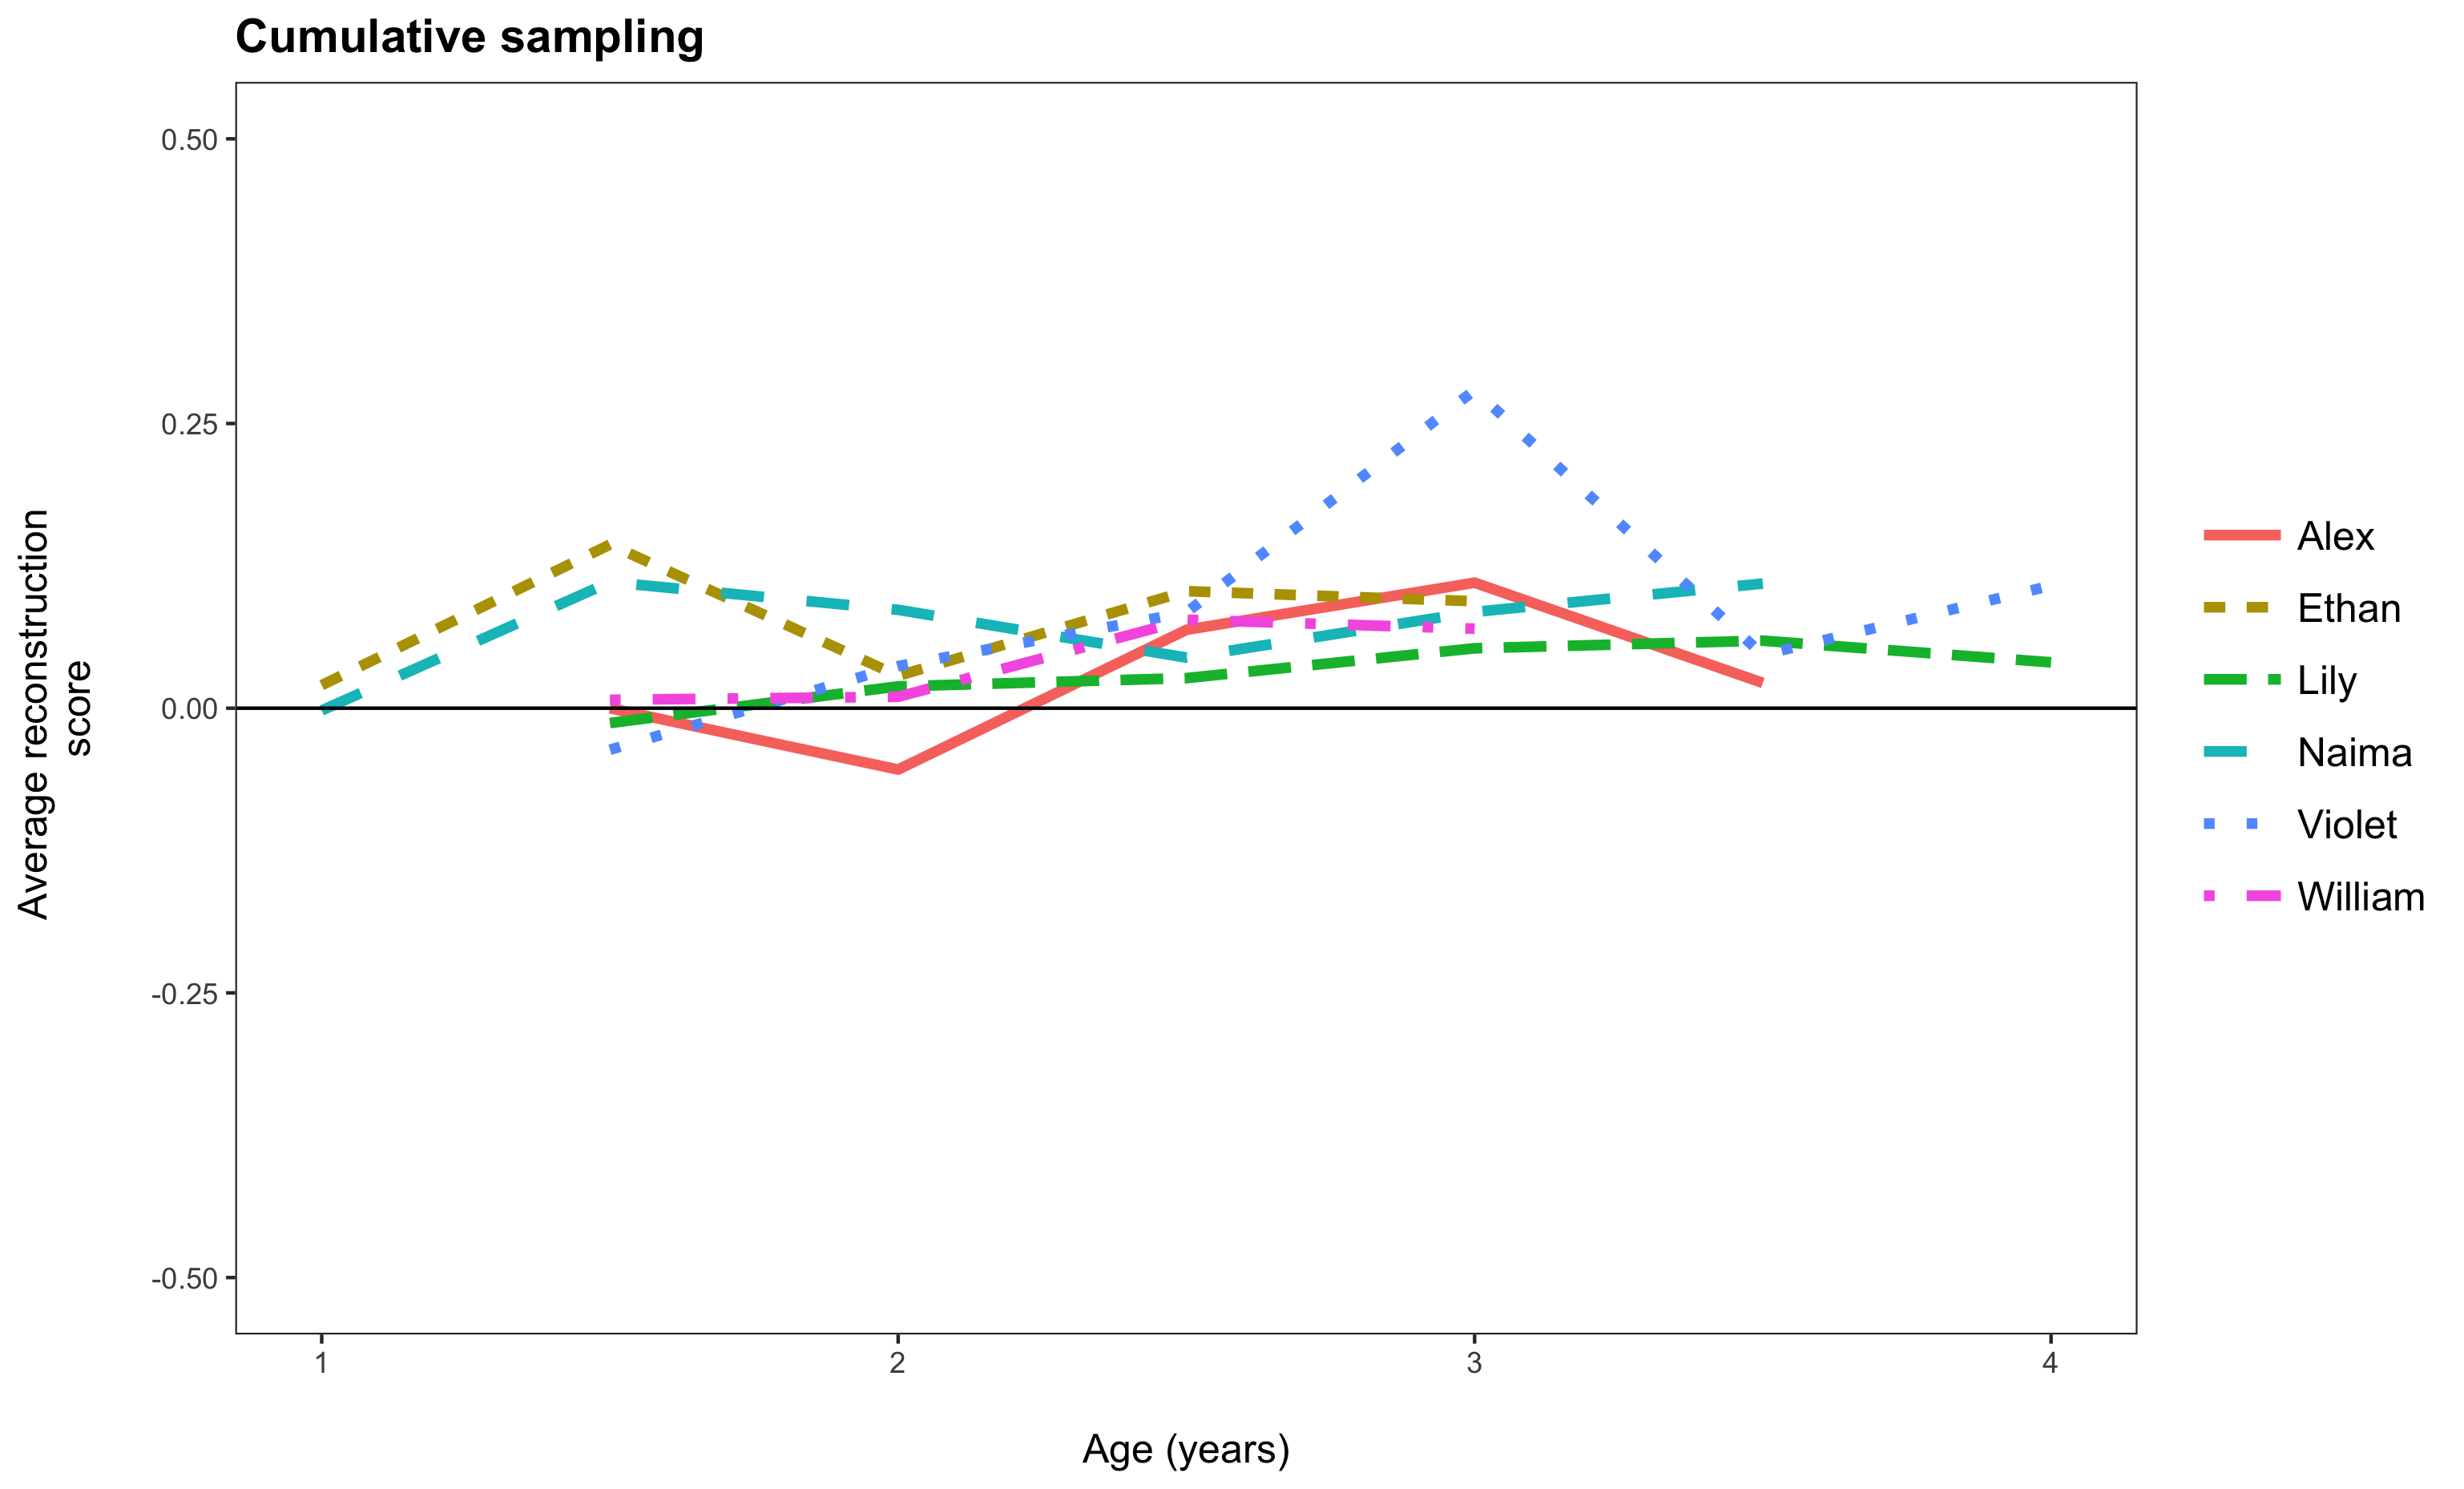 Cumulative sampling
Average reconstruction
score
0.50
0.25
0.00
-0.25
-0.50
1
2
3
4
Age (years)
Alex
Ethan
Lily
Naima
Violet
William